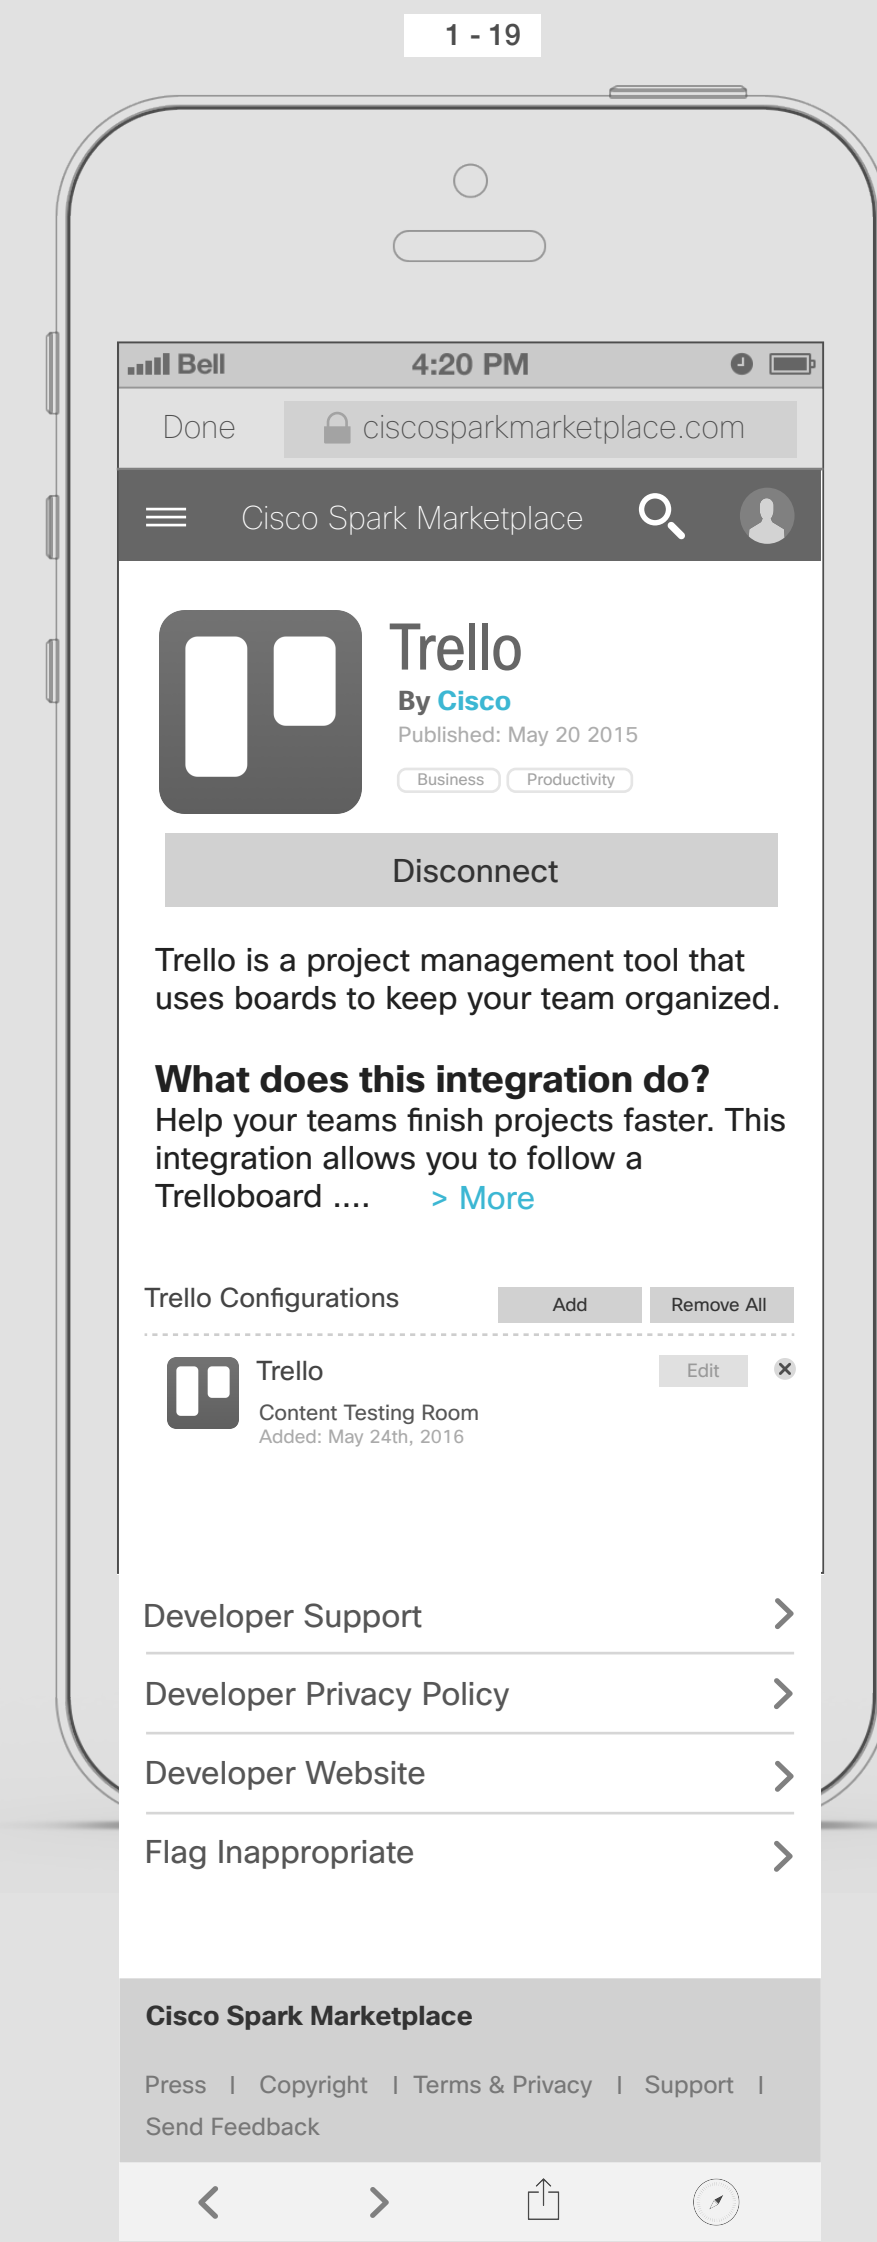 1 - 19
Bell 4:20 PM
Done ciscosparkmarketplace.com
Cisco Spark Marketplace
Trello
By Cisco
Published: May 20 2015
Business Productivity
Disconnect
Trello is a project management tool that
uses boards to keep your team organized.
What does this integration do?
Help your teams finish projects faster. This
integration allows you to follow a
Trelloboard .... > More
Trello Configurations Add Remove All
Trello Edit
Content Testing Room
Added: May 24th, 2016
Developer Support
Developer Privacy Policy
Developer Website
Flag Inappropriate
Cisco Spark Marketplace
Press | Copyright | Terms & Privacy | Support |
Send Feedback